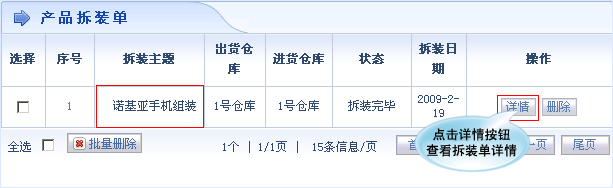 产品拆装单
选择 序号 拆装主题 出货仓库 进货仓库 状态 拆装日期 操作
1 诺基亚手机组装 1号仓库 1号仓库 拆装完毕 2009-2-19 详情 删除
全选 批量删除 1个 | 1/1页 | 15条信息/页 首 一页 尾页
点击详情按钮
查看拆装单详情